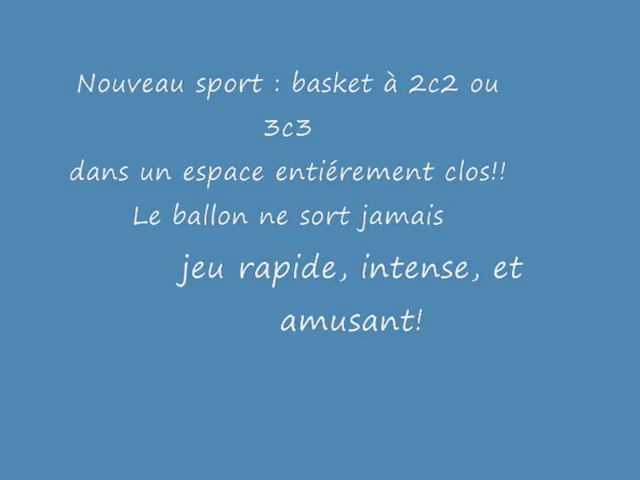 Nouveau sport : basket à 2c2 ou
3c3
dans un espace entiérement clos!!
Le ballon ne sort jamais
jeu rapide, intense, et
amusant!